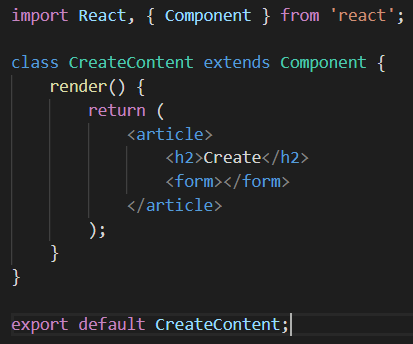 import React, { Component } from 'react';

class CreateContent extends Component {
    render() {
        return (
            <article>
                <h2>Create</h2>
                <form></form>
            </article>
        );
    }
}

export default CreateContent;